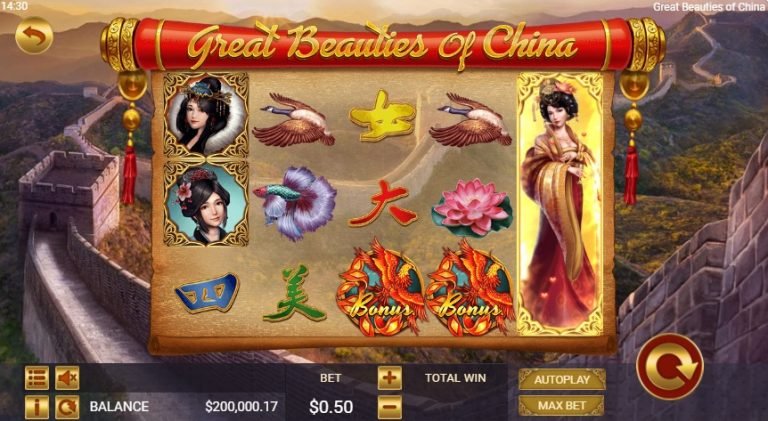 14:30
Great Beauties of China
Great Beauties Of China
女
大
四
美
Bonus
Bonus
BET
TOTAL WIN
AUTOPLAY
BALANCE
$200,000.17
$0.50
MAX BET